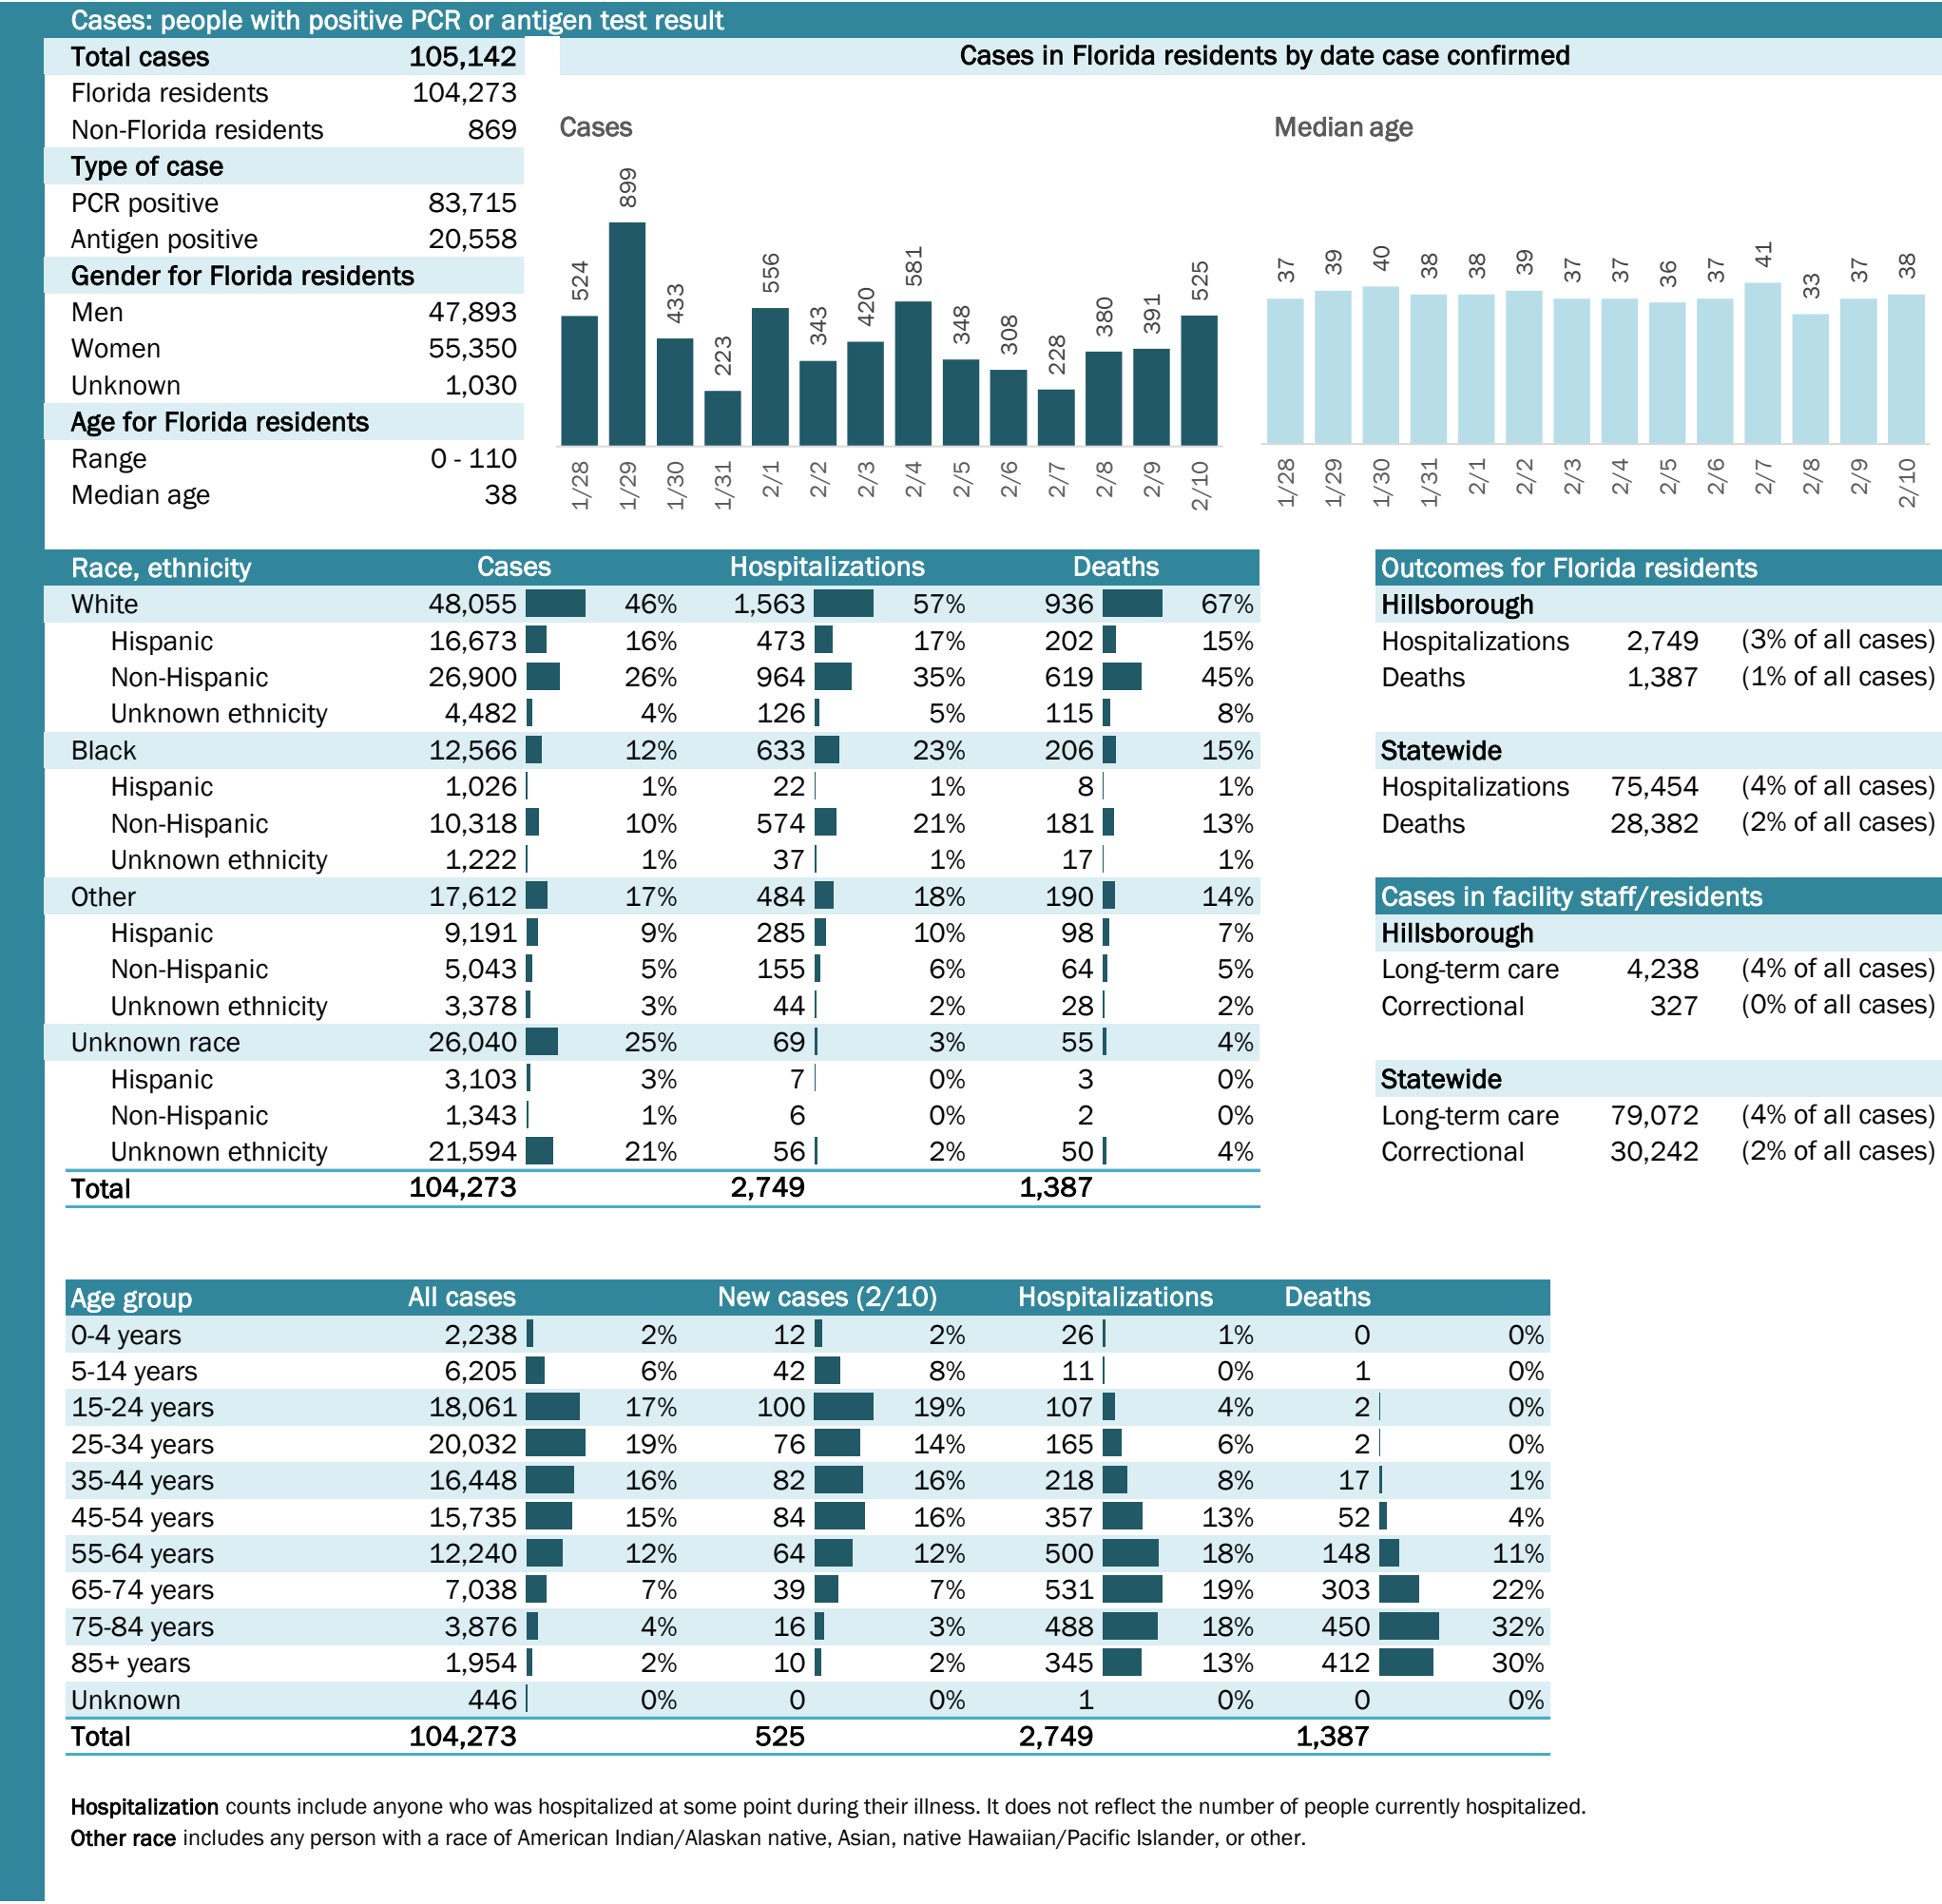 Cases: people with positive PCR or antigen test result
Total cases 105,142
Florida residents 104,273
Non-Florida residents 869
Type of case
PCR positive 83,715
Antigen positive 20,558
Gender for Florida residents
Men 47,893
Women 55,350
Unknown 1,030
Age for Florida residents
Range 0 - 110
Median age 38
Cases in Florida residents by date case confirmed
Cases
524 899 433 223 556 343 420 581 348 308 228 380 391 525
1/28 1/29 1/30 1/31 2/1 2/2 2/3 2/4 2/5 2/6 2/7 2/8 2/9 2/10
Median age
37 39 40 38 38 39 37 37 36 37 41 33 37 38
1/28 1/29 1/30 1/31 2/1 2/2 2/3 2/4 2/5 2/6 2/7 2/8 2/9 2/10
Race, ethnicity Cases Hospitalizations Deaths
White 48,055 46% 1,563 57% 936 67%
Hispanic 16,673 16% 473 17% 202 15%
Non-Hispanic 26,900 26% 964 35% 619 45%
Unknown ethnicity 4,482 4% 126 5% 115 8%
Black 12,566 12% 633 23% 206 15%
Hispanic 1,026 1% 22 1% 8 1%
Non-Hispanic 10,318 10% 574 21% 181 13%
Unknown ethnicity 1,222 1% 37 1% 17 1%
Other 17,612 17% 484 18% 190 14%
Hispanic 9,191 9% 285 10% 98 7%
Non-Hispanic 5,043 5% 155 6% 64 5%
Unknown ethnicity 3,378 3% 44 2% 28 2%
Unknown race 26,040 25% 69 3% 55 4%
Hispanic 3,103 3% 7 0% 3 0%
Non-Hispanic 1,343 1% 6 0% 2 0%
Unknown ethnicity 21,594 21% 56 2% 50 4%
Total 104,273 2,749 1,387
Outcomes for Florida residents
Hillsborough
Hospitalizations 2,749 (3% of all cases)
Deaths 1,387 (1% of all cases)
Statewide
Hospitalizations 75,454 (4% of all cases)
Deaths 28,382 (2% of all cases)
Cases in facility staff/residents
Hillsborough
Long-term care 4,238 (4% of all cases)
Correctional 327 (0% of all cases)
Statewide
Long-term care 79,072 (4% of all cases)
Correctional 30,242 (2% of all cases)
Age group All cases New cases (2/10) Hospitalizations Deaths
0-4 years 2,238 2% 12 2% 26 1% 0 0%
5-14 years 6,205 6% 42 8% 11 0% 1 0%
15-24 years 18,061 17% 100 19% 107 4% 2 0%
25-34 years 20,032 19% 76 14% 165 6% 2 0%
35-44 years 16,448 16% 82 16% 218 8% 17 1%
45-54 years 15,735 15% 84 16% 357 13% 52 4%
55-64 years 12,240 12% 64 12% 500 18% 148 11%
65-74 years 7,038 7% 39 7% 531 19% 303 22%
75-84 years 3,876 4% 16 3% 488 18% 450 32%
85+ years 1,954 2% 10 2% 345 13% 412 30%
Unknown 446 0% 0 0% 1 0% 0 0%
Total 104,273 525 2,749 1,387
Hospitalization counts include anyone who was hospitalized at some point during their illness. It does not reflect the number of people currently hospitalized.
Other race includes any person with a race of American Indian/Alaskan native, Asian, native Hawaiian/Pacific Islander, or other.